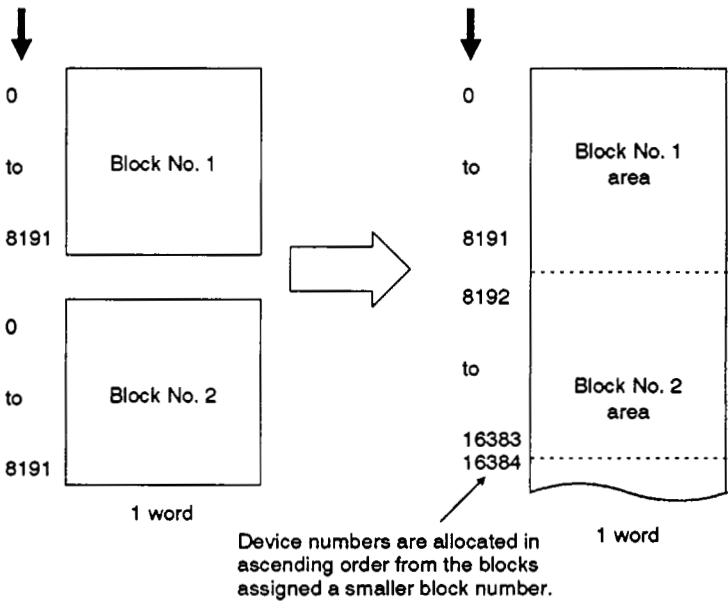 0
to
8191
Block No. 1
0
to
8191
Block No. 2
1 word
0
to
8191
8192
to
16383
16384
Block No. 1
area
Block No. 2
area
1 word
Device numbers are allocated in
ascending order from the blocks
assigned a smaller block number.